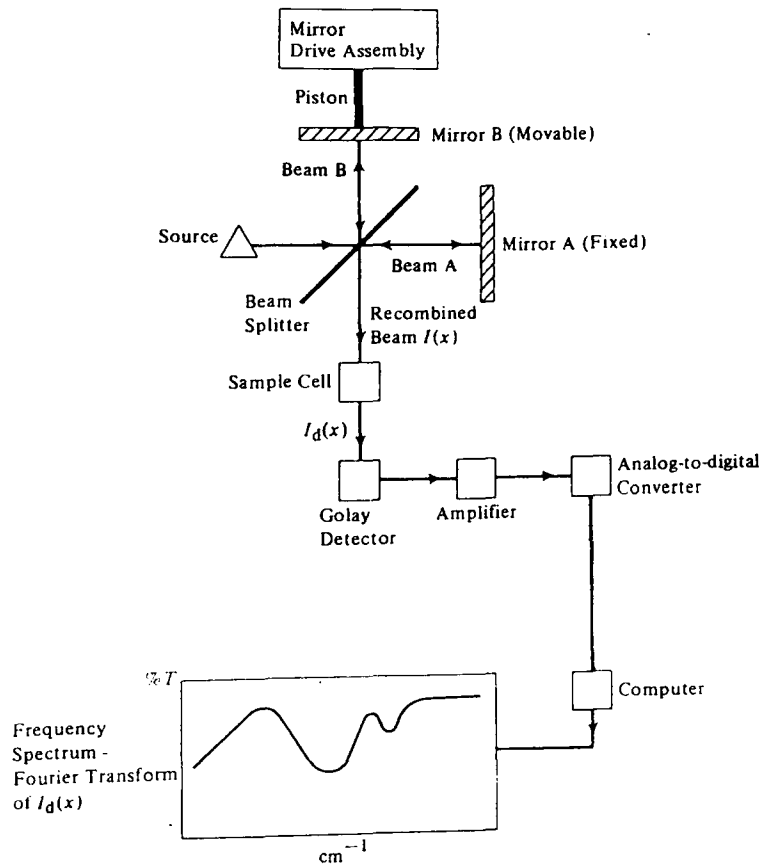 Mirror
Drive Assembly
Piston
Mirror B (Movable)
Beam B
Source
Mirror A (Fixed)
Beam A
Beam
Splitter
Recombined
Beam I(x)
Sample Cell
I_d(x)
Golay
Detector
Amplifier
Analog-to-digital
Converter
%T
Computer
Frequency
Spectrum -
Fourier Transform
of I_d(x)
cm⁻¹